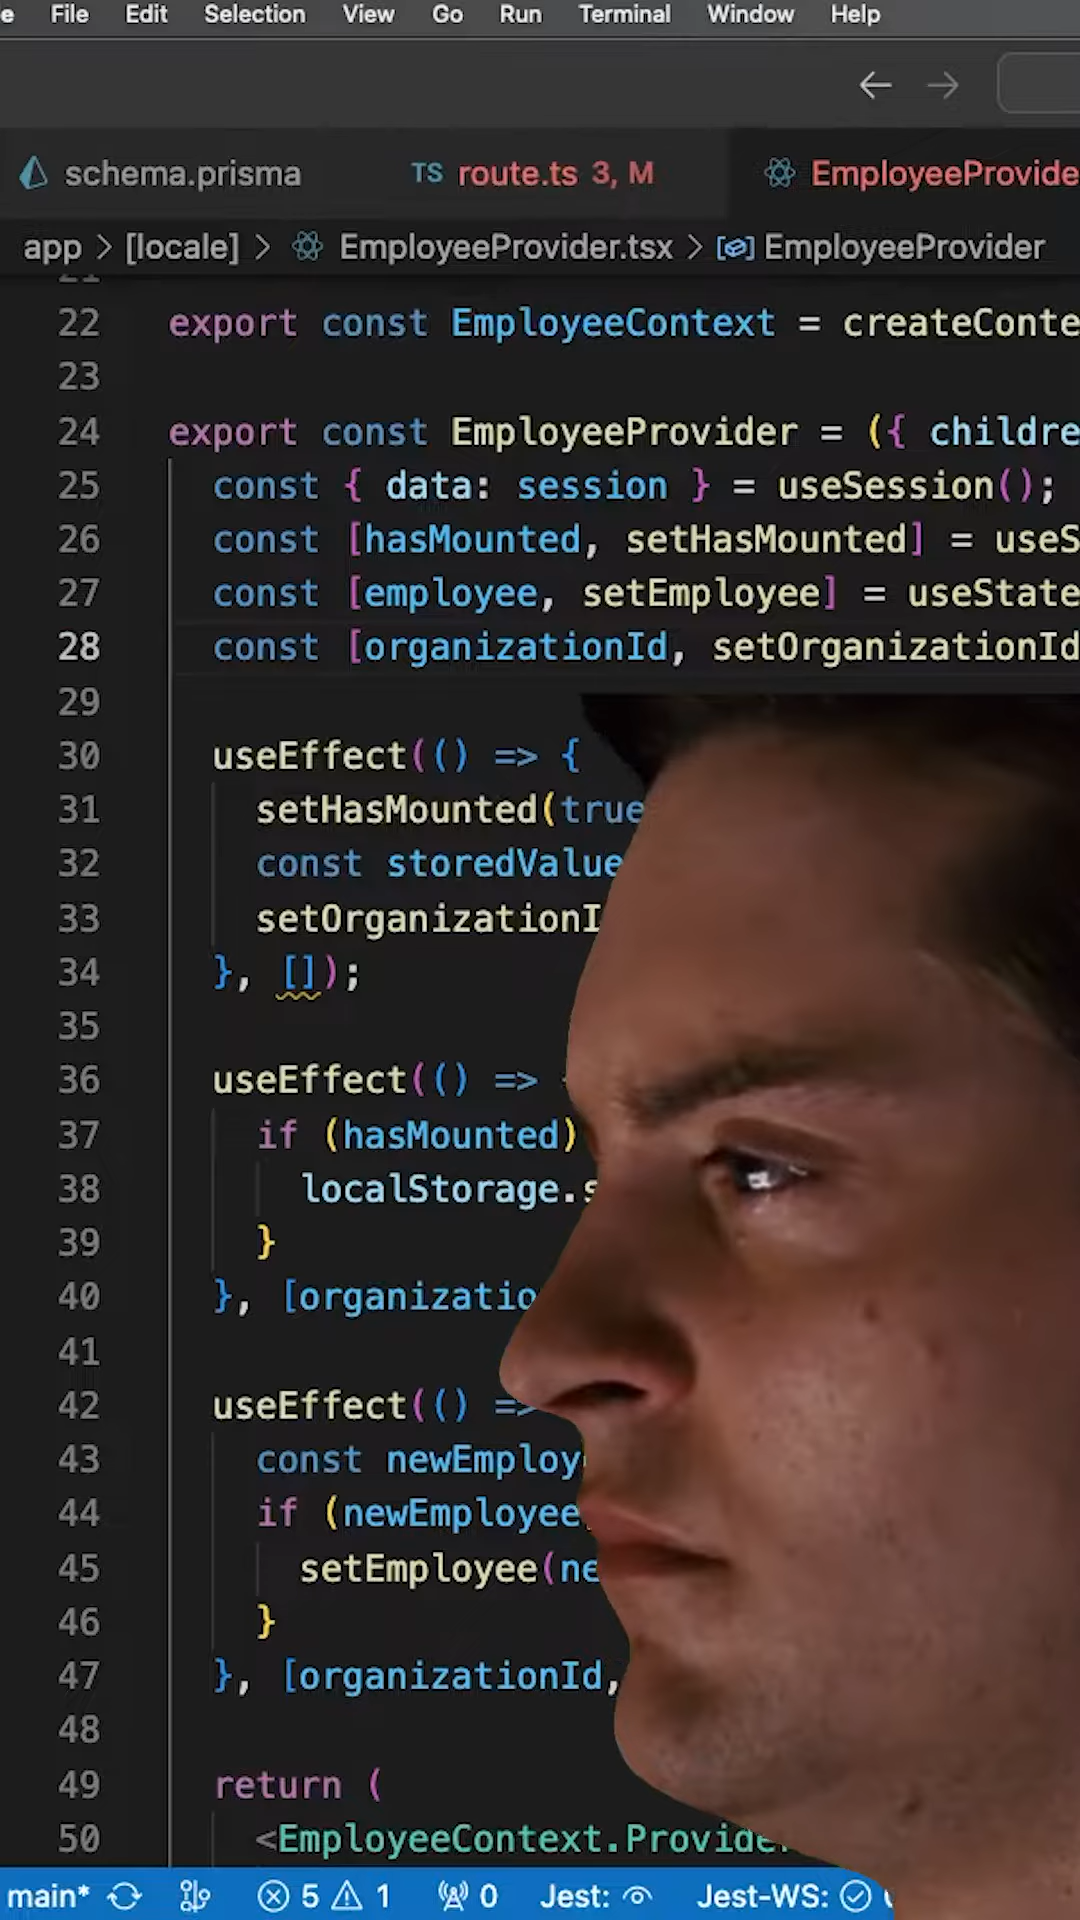 File Edit Selection View Go Run Terminal Window Help
schema.prisma TS route.ts 3, M EmployeeProvide
app > [locale] > EmployeeProvider.tsx > EmployeeProvider
21
22 export const EmployeeContext = createConte
23
24 export const EmployeeProvider = ({ childre
25 const { data: session } = useSession();
26 const [hasMounted, setHasMounted] = useS
27 const [employee, setEmployee] = useState
28 const [organizationId, setOrganizationId
29
30 useEffect(() => {
31 setHasMounted(true
32 const storedValue
33 setOrganizationI
34 }, []);
35
36 useEffect(() =>
37 if (hasMounted)
38 localStorage.s
39 }
40 }, [organizatio
41
42 useEffect(() =>
43 const newEmploy
44 if (newEmployee
45 setEmployee(ne
46 }
47 }, [organizationId,
48
49 return (
50 <EmployeeContext.Provider
main* 5 1 0 Jest: Jest-WS: